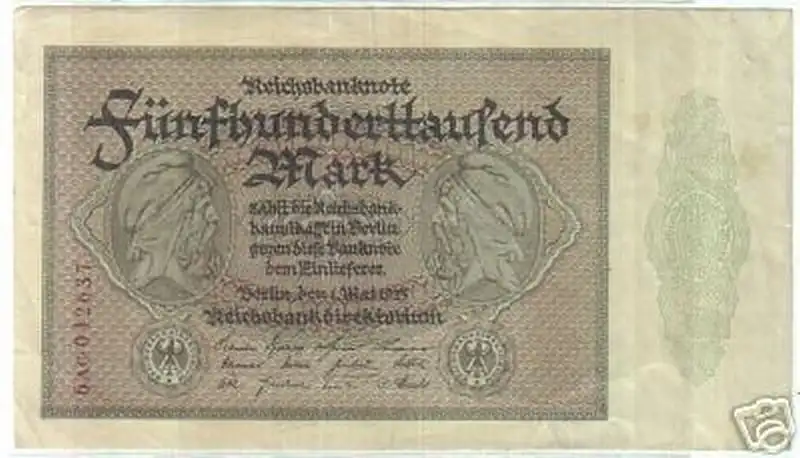 Reichsbanknote
Fünfhunderttausend
Mark
zahlt die Reichsbank-
hauptkasse in Berlin
gegen diese Banknote
dem Einlieferer.
Berlin, den 1. Mai 1923
Reichsbankdirektorium
6AC012637